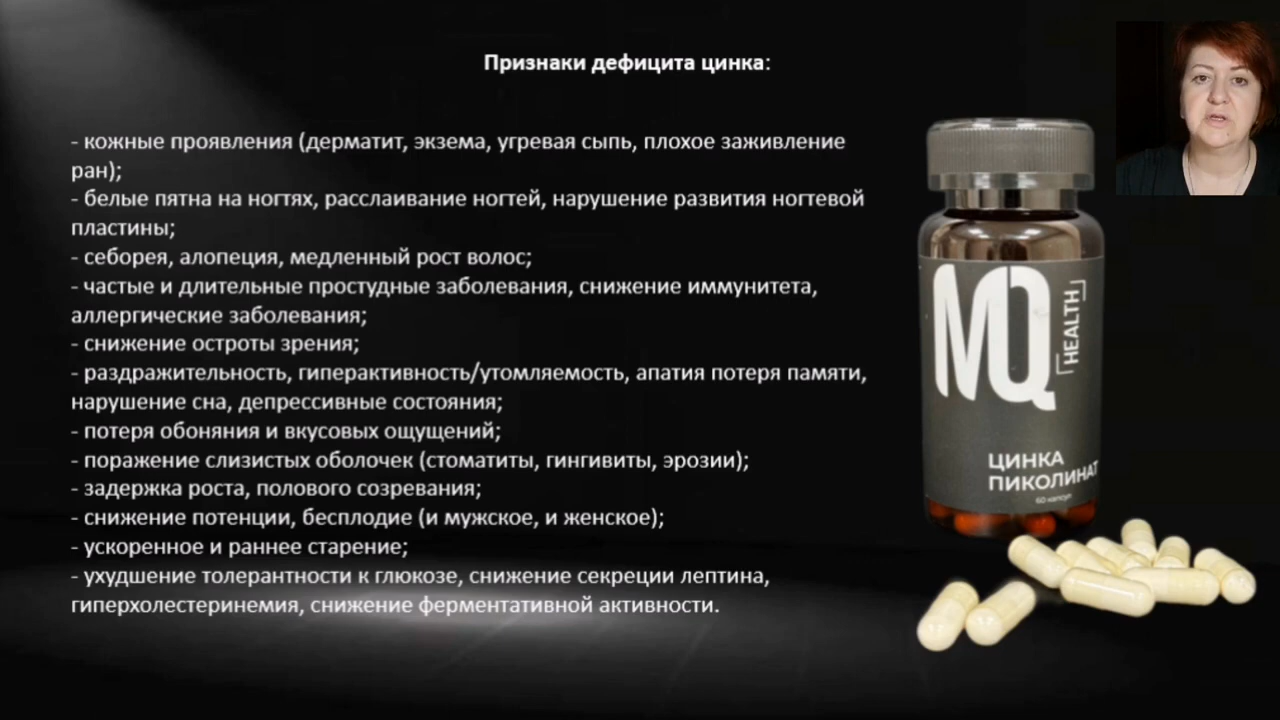 Признаки дефицита цинка:
- кожные проявления (дерматит, экзема, угревая сыпь, плохое заживление
ран);
- белые пятна на ногтях, расслаивание ногтей, нарушение развития ногтевой
пластины;
- себорея, алопеция, медленный рост волос;
- частые и длительные простудные заболевания, снижение иммунитета,
аллергические заболевания;
- снижение остроты зрения;
- раздражительность, гиперактивность/утомляемость, апатия потеря памяти,
нарушение сна, депрессивные состояния;
- потеря обоняния и вкусовых ощущений;
- поражение слизистых оболочек (стоматиты, гингивиты, эрозии);
- задержка роста, полового созревания;
- снижение потенции, бесплодие (и мужское, и женское);
- ускоренное и раннее старение;
- ухудшение толерантности к глюкозе, снижение секреции лептина,
гиперхолестеринемия, снижение ферментативной активности.
MQ
HEALTH
ЦИНКА
ПИКОЛИНАТ
60 капсул